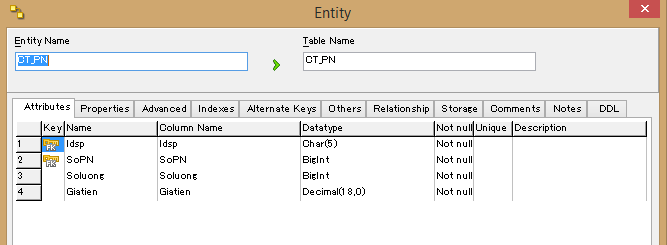 Entity
Entity Name
Table Name
CT_PN
CT_PN
Attributes Properties Advanced Indexes Alternate Keys Others Relationship Storage Comments Notes DDL
Key Name Column Name Datatype Not null Unique Description
1 FK Idsp Idsp Char(5) Not null
2 FK SoPN SoPN BigInt Not null
3 Soluong Soluong BigInt Not null
4 Giatien Giatien Decimal(18,0) Not null